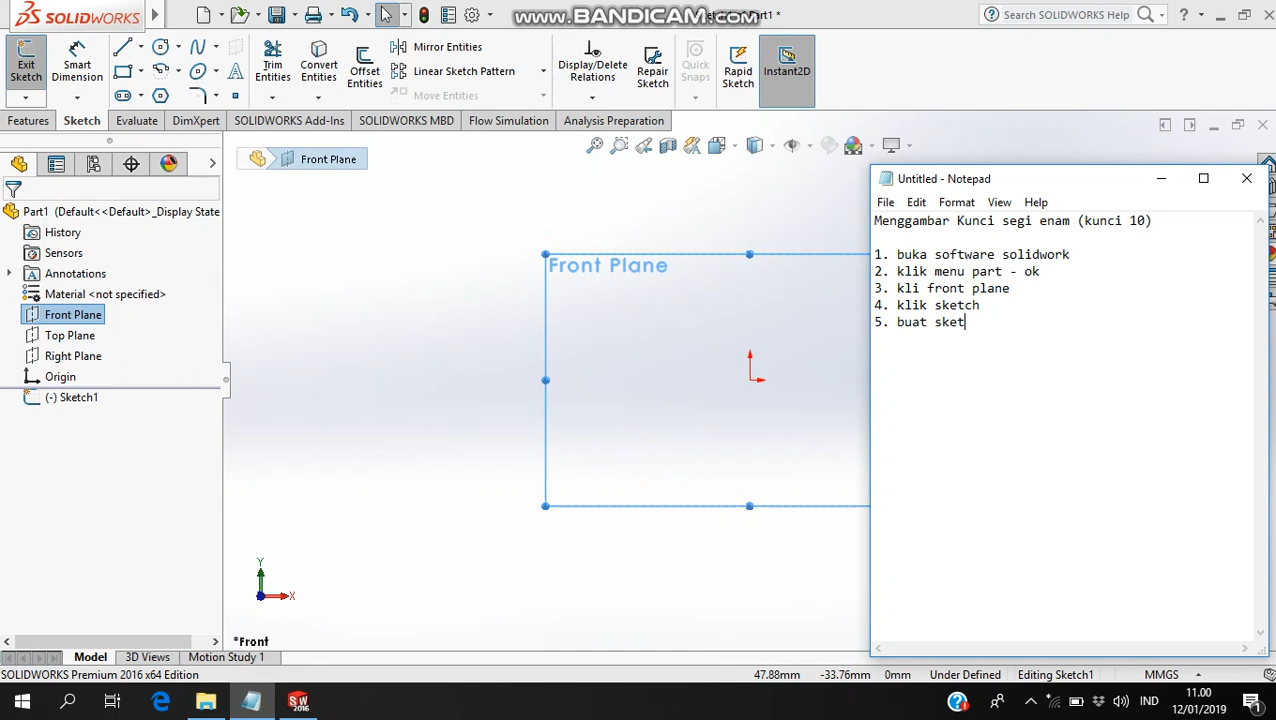 SOLIDWORKS
www.BANDICAM.com
Part1 *
Search SOLIDWORKS Help
Exit Sketch
Smart Dimension
Trim Entities
Convert Entities
Offset Entities
Mirror Entities
Linear Sketch Pattern
Move Entities
Display/Delete Relations
Repair Sketch
Quick Snaps
Rapid Sketch
Instant2D
Features Sketch Evaluate DimXpert SOLIDWORKS Add-Ins SOLIDWORKS MBD Flow Simulation Analysis Preparation
Front Plane
Part1 (Default<<Default>_Display State
History
Sensors
Annotations
Material <not specified>
Front Plane
Top Plane
Right Plane
Origin
(-) Sketch1
Front Plane
Y
X
*Front
Untitled - Notepad
File Edit Format View Help
Menggambar Kunci segi enam (kunci 10)
1. buka software solidwork
2. klik menu part - ok
3. kli front plane
4. klik sketch
5. buat sket
Model 3D Views Motion Study 1
SOLIDWORKS Premium 2016 x64 Edition
47.88mm -33.76mm 0mm Under Defined Editing Sketch1 MMGS
SW 2016
IND
11.00
12/01/2019